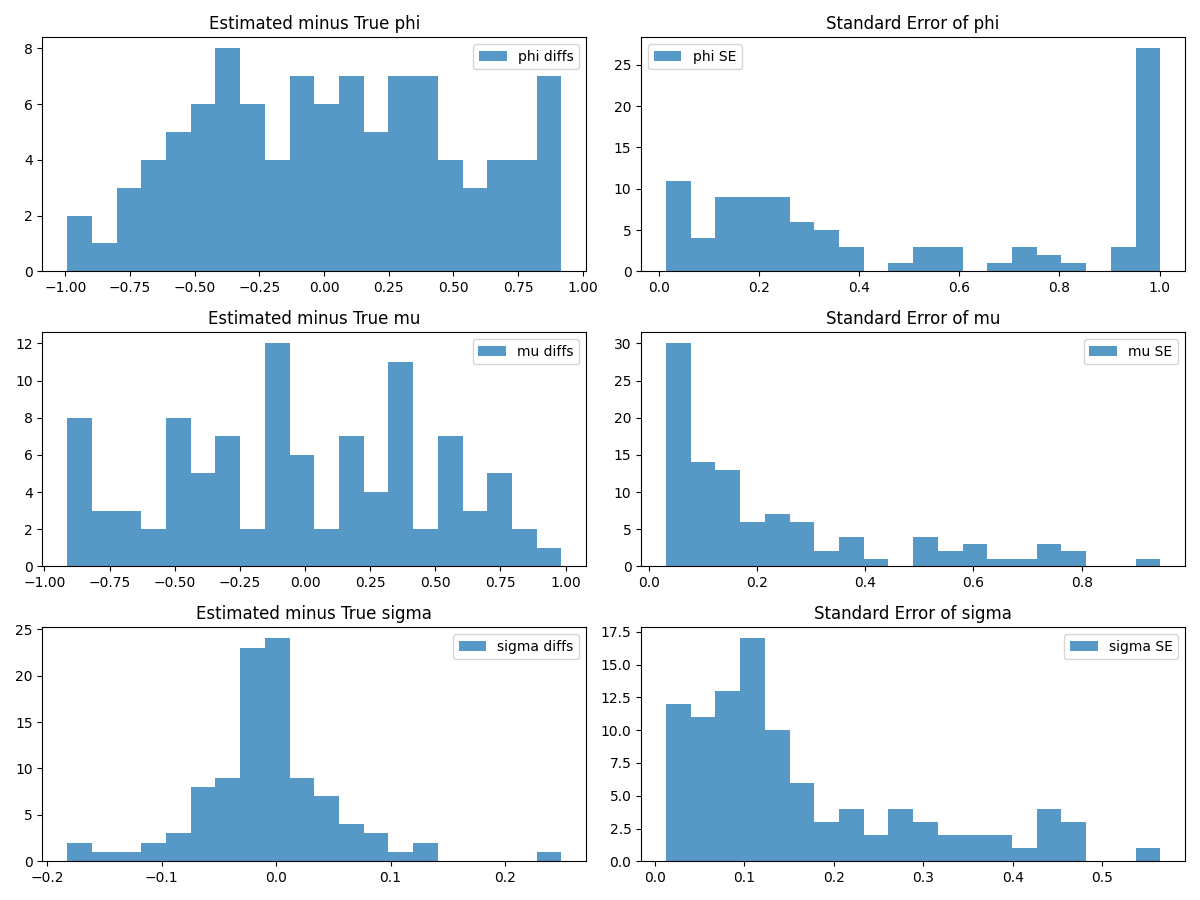 Estimated minus True phi
phi diffs
0
2
4
6
8
−1.00 −0.75 −0.50 −0.25 0.00 0.25 0.50 0.75 1.00
Standard Error of phi
phi SE
0
5
10
15
20
25
0.0 0.2 0.4 0.6 0.8 1.0
Estimated minus True mu
mu diffs
0
2
4
6
8
10
12
−1.00 −0.75 −0.50 −0.25 0.00 0.25 0.50 0.75 1.00
Standard Error of mu
mu SE
0
5
10
15
20
25
30
0.0 0.2 0.4 0.6 0.8
Estimated minus True sigma
sigma diffs
0
5
10
15
20
25
−0.2 −0.1 0.0 0.1 0.2
Standard Error of sigma
sigma SE
0.0
2.5
5.0
7.5
10.0
12.5
15.0
17.5
0.0 0.1 0.2 0.3 0.4 0.5